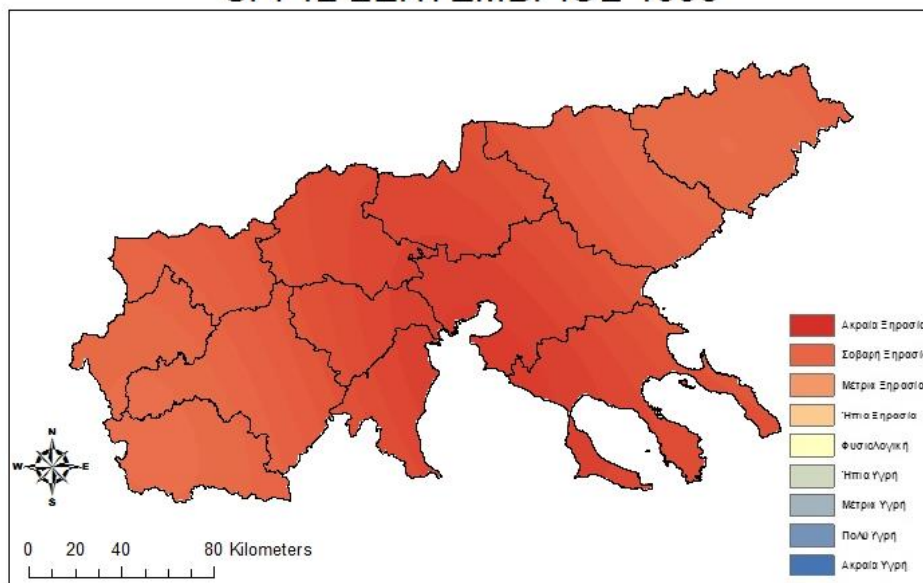 Ακραία Ξηρασία
Σοβαρή Ξηρασία
Μέτρια Ξηρασία
Ήπια Ξηρασία
Φυσιολογική
Ήπια Υγρή
Μέτρια Υγρή
Πολύ Υγρή
Ακραία Υγρή
N
W E
S
0 20 40 80 Kilometers